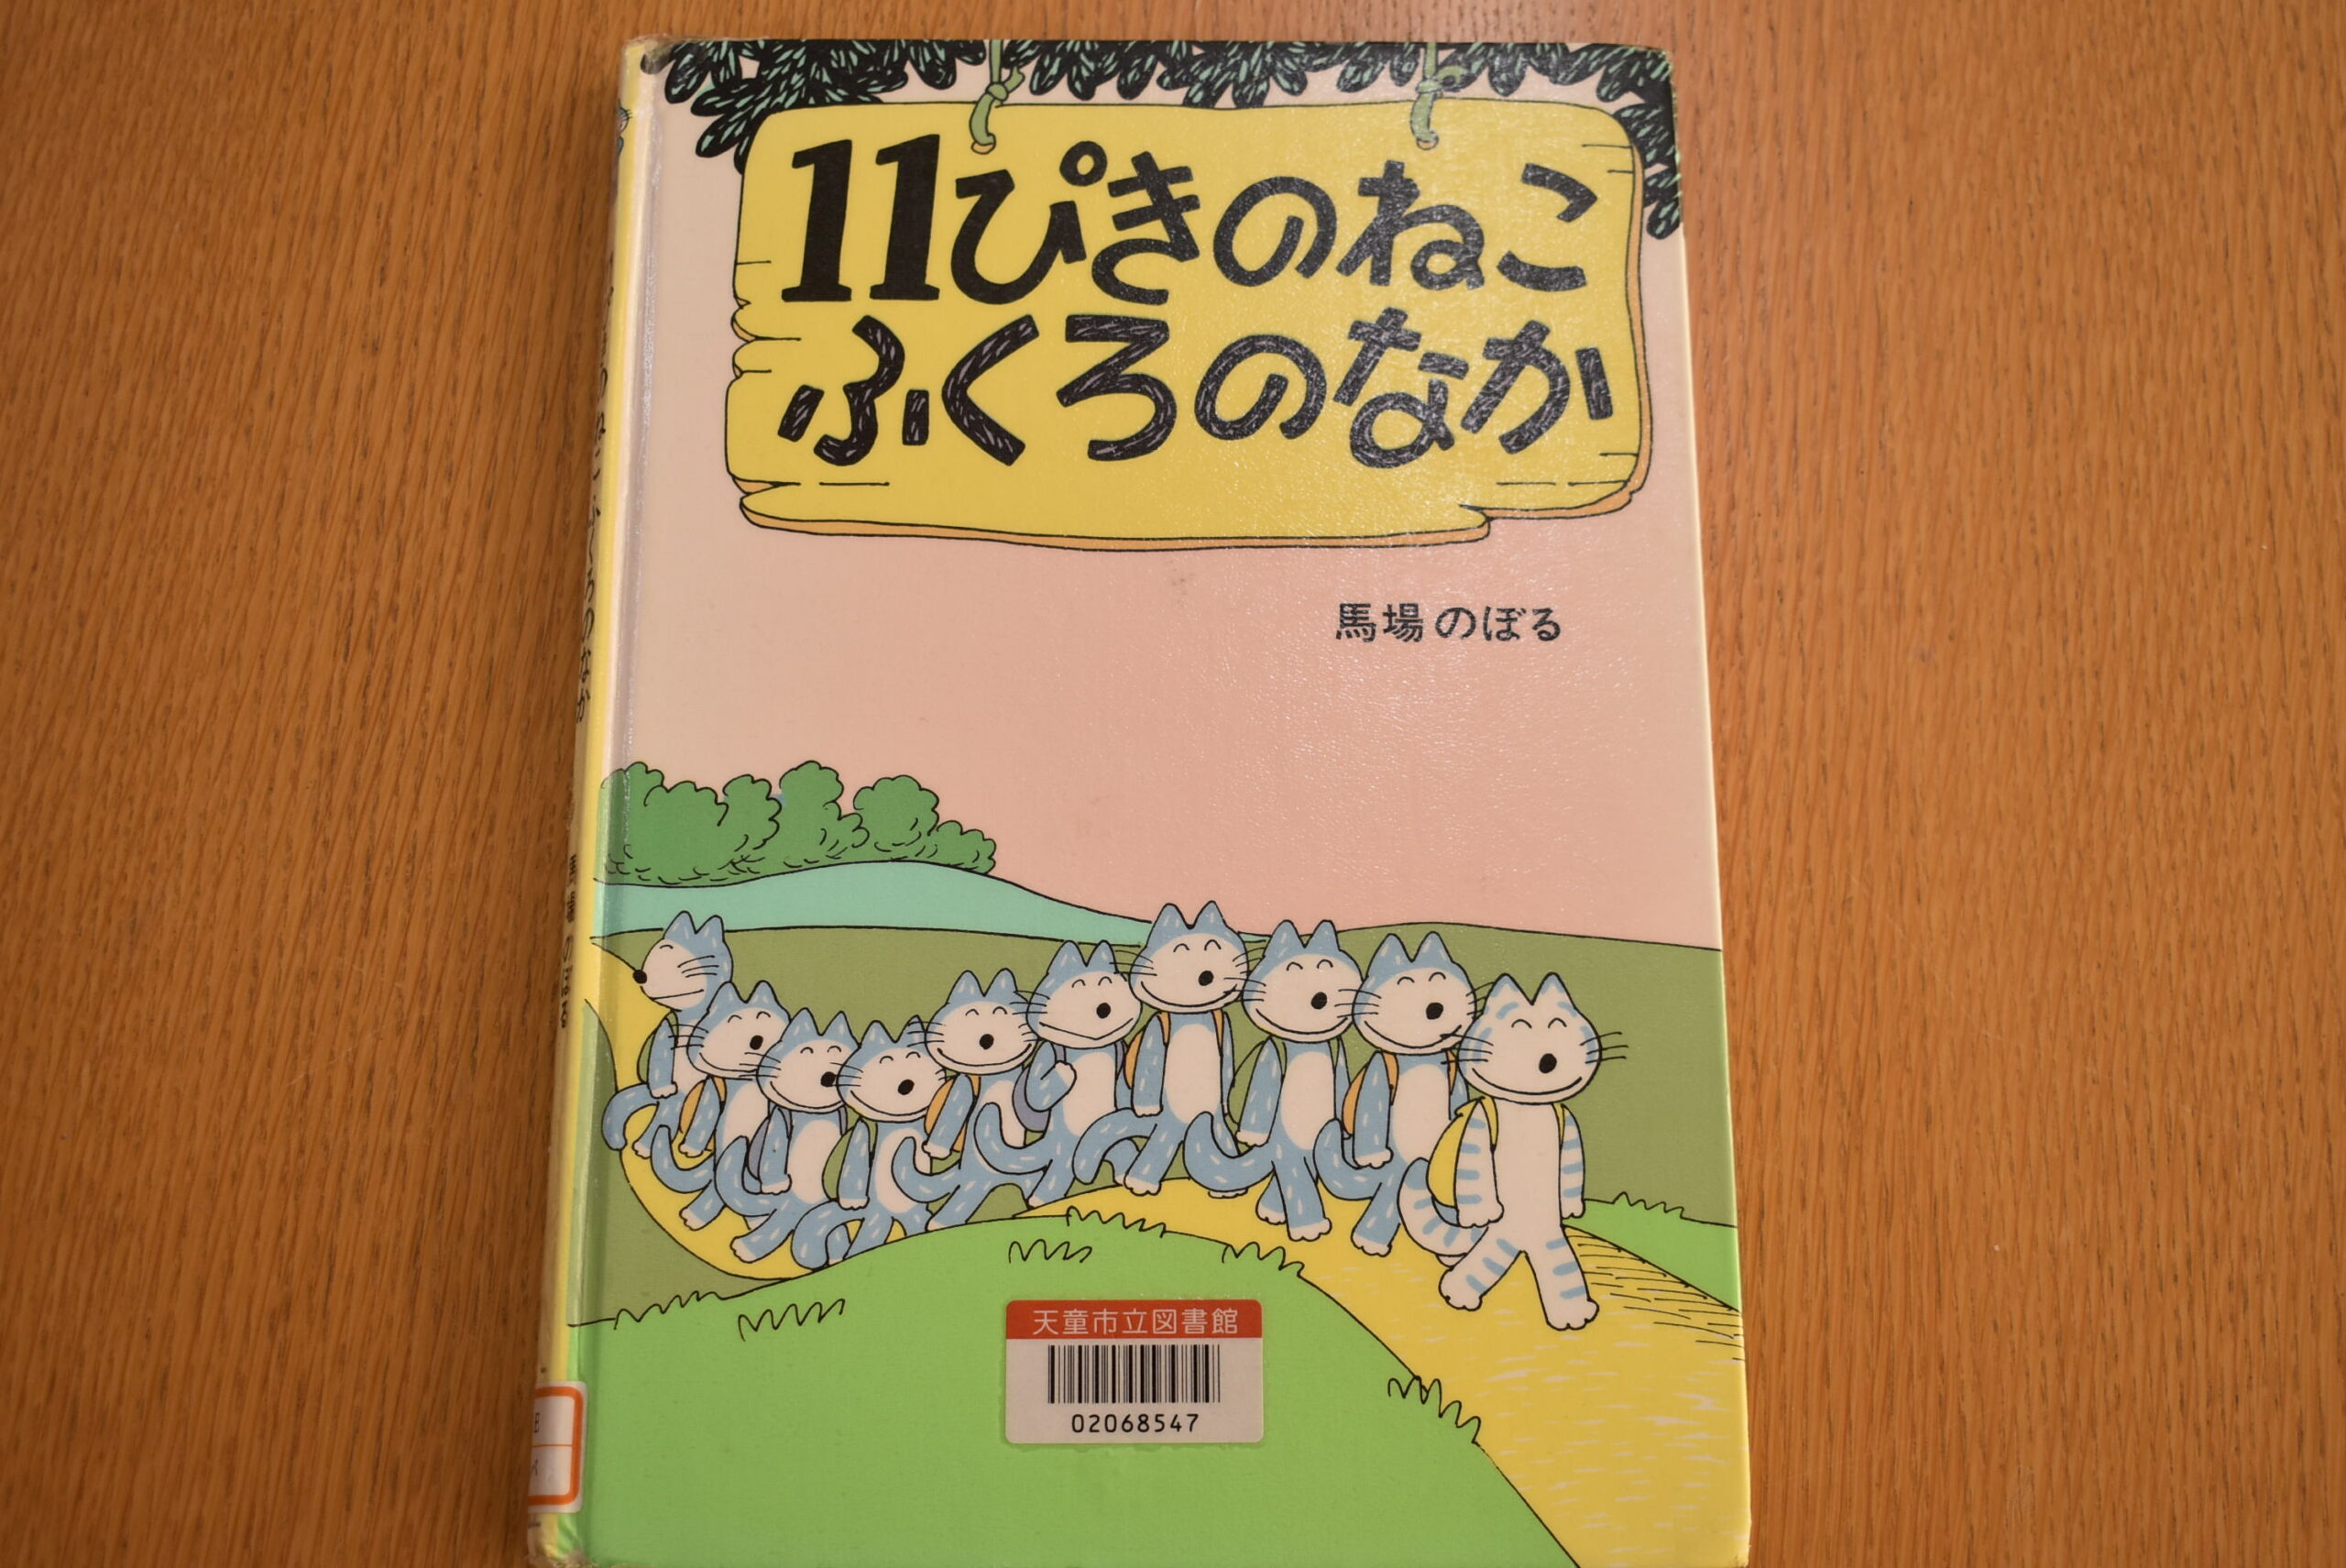 11ぴきのねこ
ふくろのなか
馬場のぼる
天童市立図書館
02068547